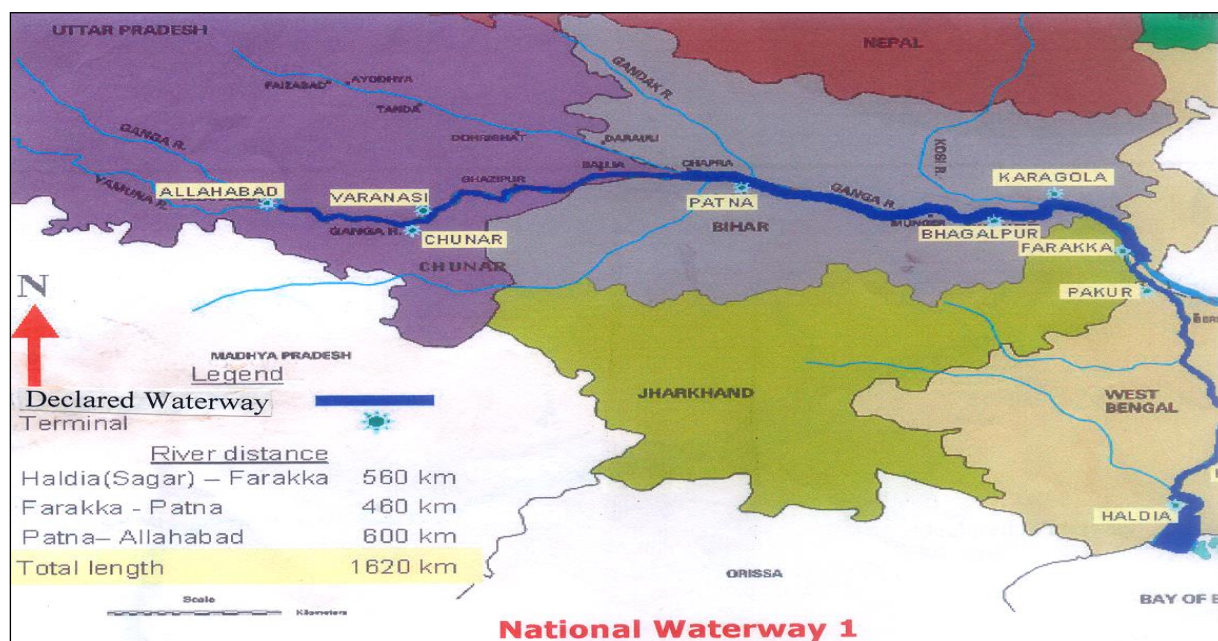 UTTAR PRADESH
NEPAL
GANDAK R.
AYODHYA
FAIZABAD
TANDA
GANGA R.
DOHRIGHAT
DARAULI
KOSI R.
YAMUNA R.
BALLIA
CHAPRA
ALLAHABAD
VARANASI
GHAZIPUR
PATNA
GANGA R.
KARAGOLA
GANGA R.
CHUNAR
BIHAR
MUNGER
BHAGALPUR
FARAKKA
CHUNAR
PAKUR
N
MADHYA PRADESH
JHARKHAND
WEST
BENGAL
Legend
Declared Waterway
Terminal
River distance
Haldia(Sagar) – Farakka 560 km
Farakka - Patna 460 km
Patna– Allahabad 600 km
Total length 1620 km
HALDIA
ORISSA
BAY OF B
Scale
Kilometers
National Waterway 1